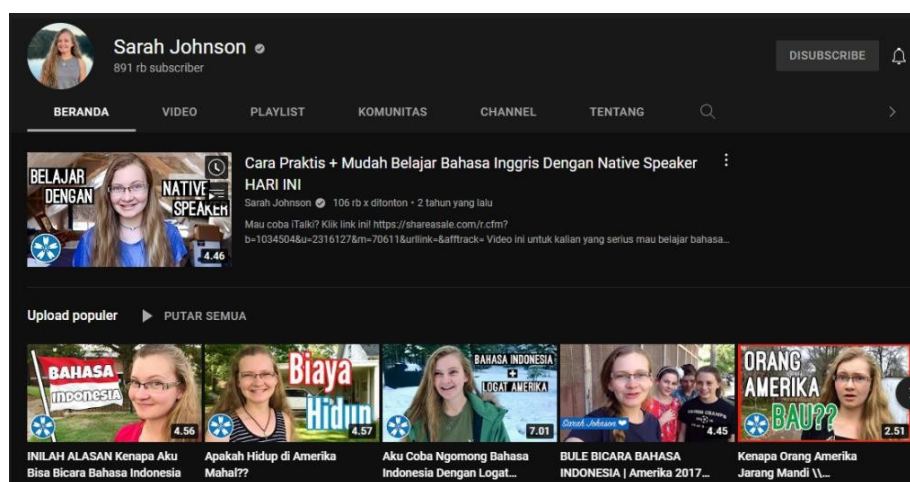 Sarah Johnson
891 rb subscriber
DISUBSCRIBE
BERANDA VIDEO PLAYLIST KOMUNITAS CHANNEL TENTANG
BELAJAR
DENGAN
NATIVE
SPEAKER
4.46
Cara Praktis + Mudah Belajar Bahasa Inggris Dengan Native Speaker
HARI INI
Sarah Johnson 106 rb x ditonton • 2 tahun yang lalu
Mau coba iTalki? Klik link ini! https://shareasale.com/r.cfm?
b=1034504&u=2316127&m=70611&urllink=&afftrack= Video ini untuk kalian yang serius mau belajar bahasa...
Upload populer PUTAR SEMUA
BAHASA
INDONESIA
4.56
INILAH ALASAN Kenapa Aku
Bisa Bicara Bahasa Indonesia
Biaya
Hidup
4.57
Apakah Hidup di Amerika
Mahal??
BAHASA INDONESIA
+
LOGAT AMERIKA
7.01
Aku Coba Ngomong Bahasa
Indonesia Dengan Logat...
Sarah Johnson
4.45
BULE BICARA BAHASA
INDONESIA | Amerika 2017...
ORANG
AMERIKA
BAU??
2.51
Kenapa Orang Amerika
Jarang Mandi \\...